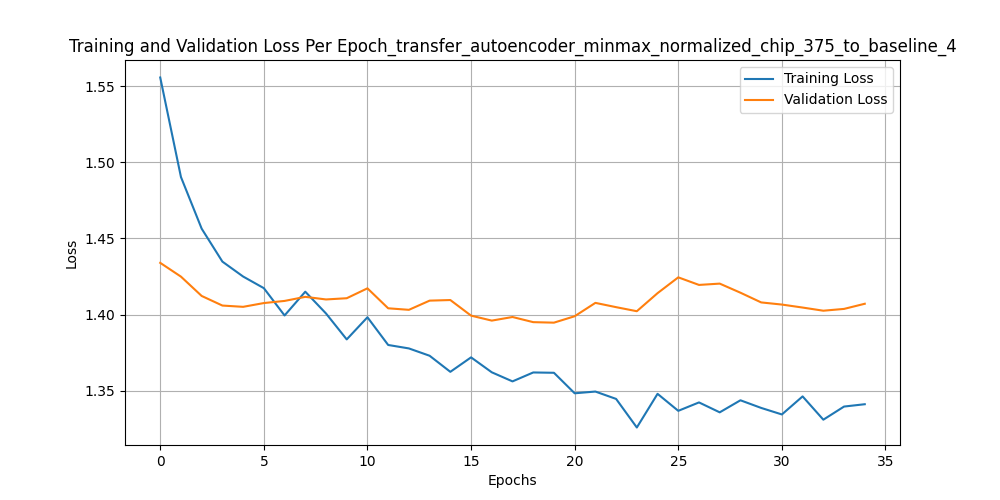 Training and Validation Loss Per Epoch_transfer_autoencoder_minmax_normalized_chip_375_to_baseline_4
Training Loss
Validation Loss
1.55
1.50
1.45
1.40
1.35
Loss
0 5 10 15 20 25 30 35
Epochs